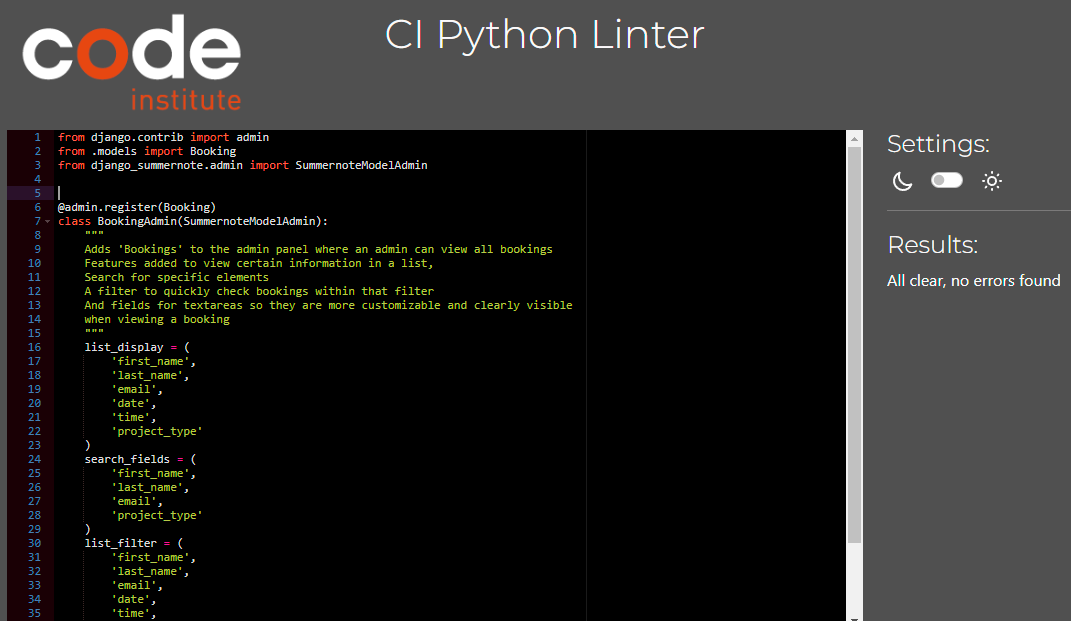 code
institute
CI Python Linter
1 from django.contrib import admin
2 from .models import Booking
3 from django_summernote.admin import SummernoteModelAdmin
4
5
6 @admin.register(Booking)
7 class BookingAdmin(SummernoteModelAdmin):
8 """
9 Adds 'Bookings' to the admin panel where an admin can view all bookings
10 Features added to view certain information in a list,
11 Search for specific elements
12 A filter to quickly check bookings within that filter
13 And fields for textareas so they are more customizable and clearly visible
14 when viewing a booking
15 """
16 list_display = (
17 'first_name',
18 'last_name',
19 'email',
20 'date',
21 'time',
22 'project_type'
23 )
24 search_fields = (
25 'first_name',
26 'last_name',
27 'email',
28 'project_type'
29 )
30 list_filter = (
31 'first_name',
32 'last_name',
33 'email',
34 'date',
35 'time',
Settings:
Results:
All clear, no errors found